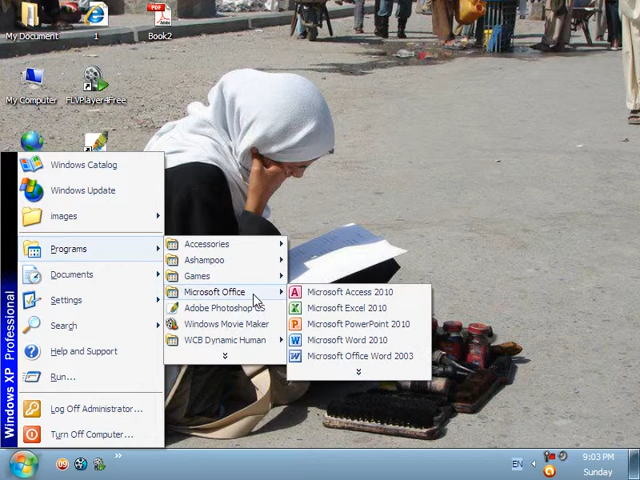 My Document
1
Book2
My Computer
FLVPlayer4Free
Windows Catalog
Windows Update
images
Programs
Documents
Settings
Search
Help and Support
Run...
Log Off Administrator...
Turn Off Computer...
Windows XP Professional
Accessories
Ashampoo
Games
Microsoft Office
Adobe Photoshop CS
Windows Movie Maker
WCB Dynamic Human
Microsoft Access 2010
Microsoft Excel 2010
Microsoft PowerPoint 2010
Microsoft Word 2010
Microsoft Office Word 2003
EN
9:03 PM
Sunday